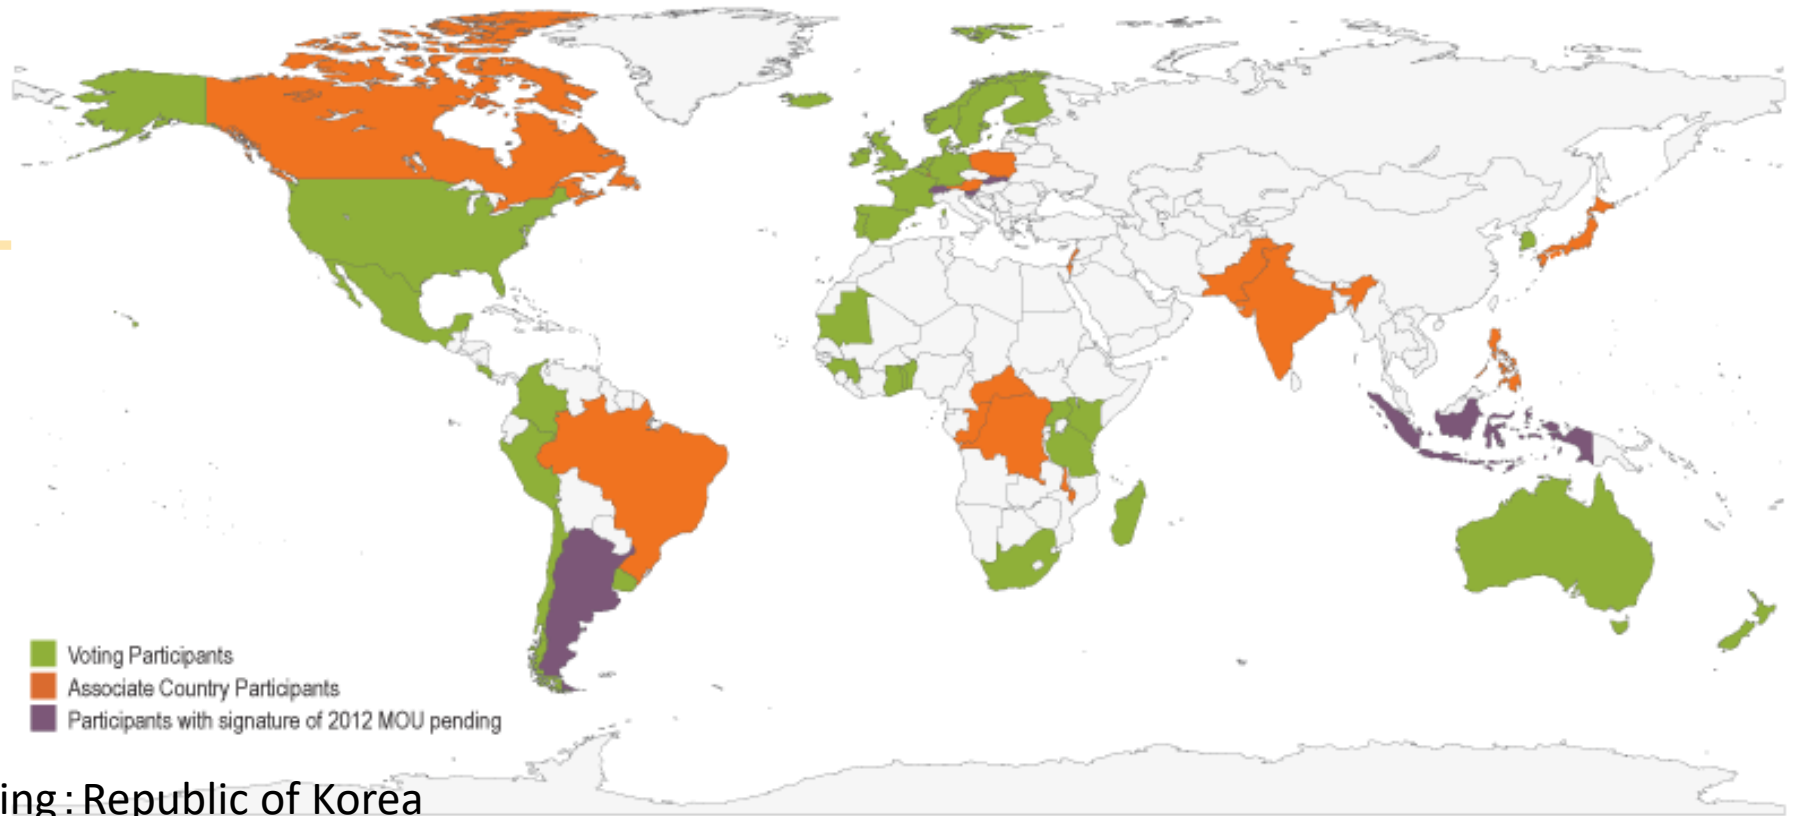 Voting Participants
Associate Country Participants
Participants with signature of 2012 MOU pending
ing : Republic of Korea